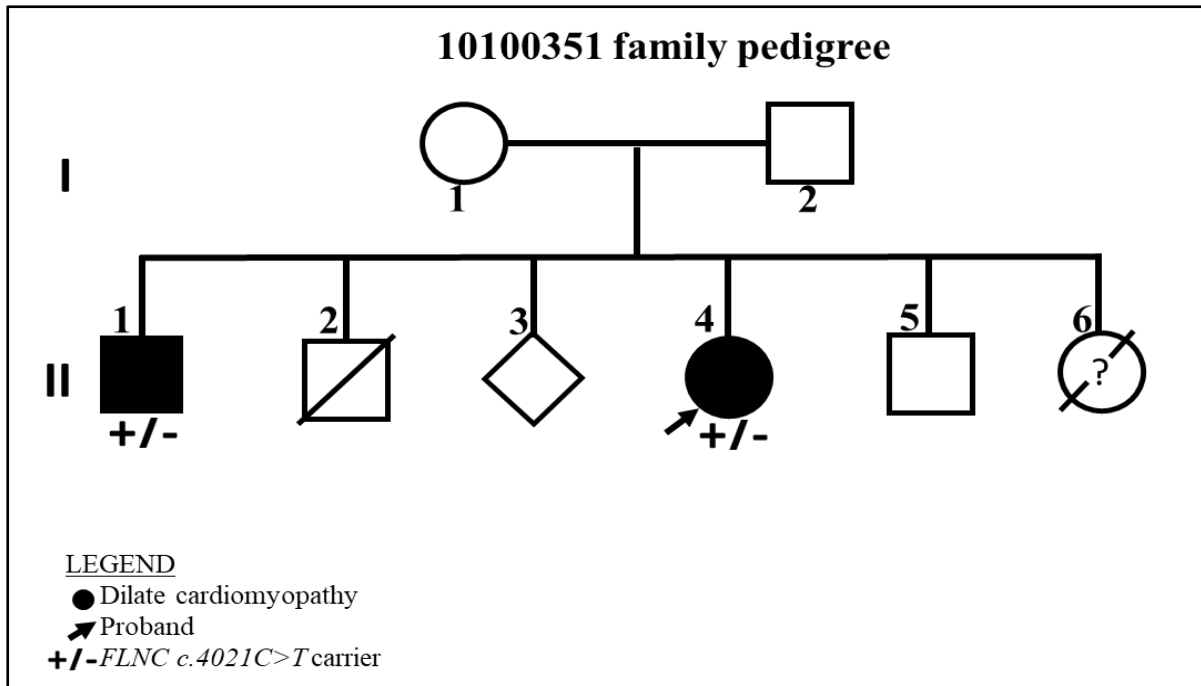 10100351 family pedigree
I
1
2
1 2 3 4 5 6
II
?
+/- +/-
LEGEND
Dilate cardiomyopathy
Proband
+/- FLNC c.4021C>T carrier